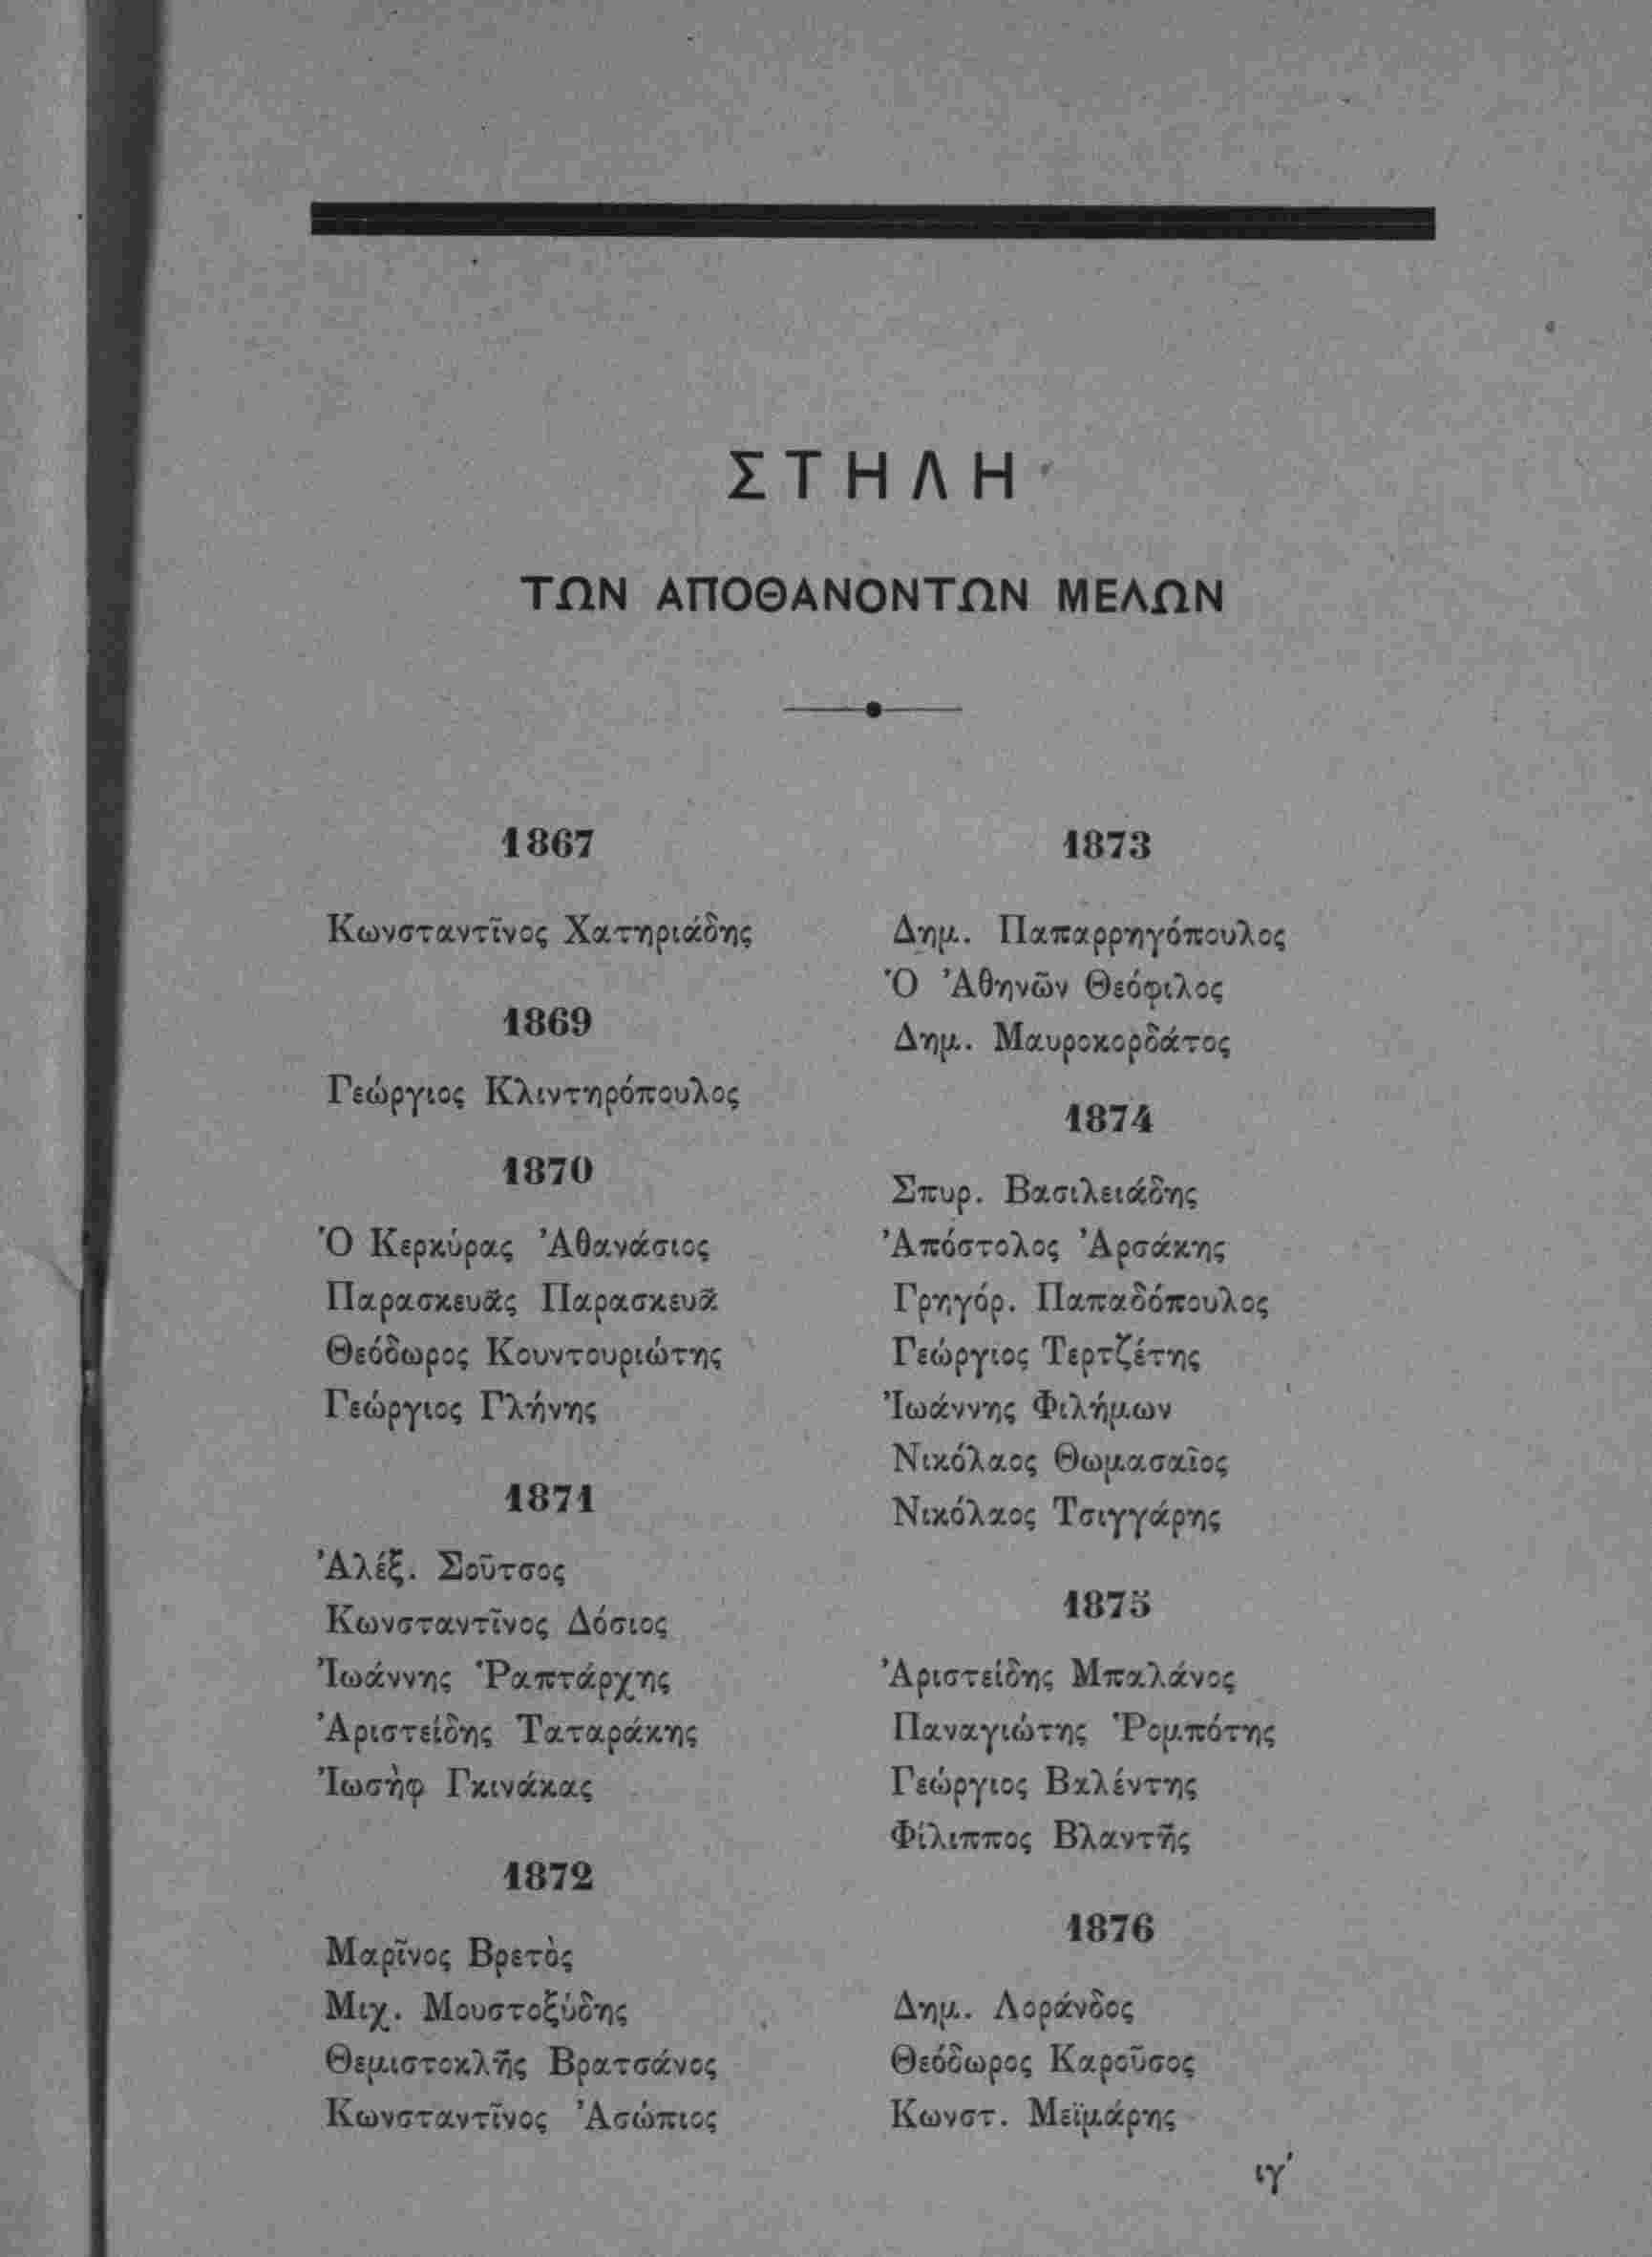 ΣΤΗΛΗ
ΤΩΝ ΑΠΟΘΑΝΟΝΤΩΝ ΜΕΛΩΝ
1867
Κωνσταντῖνος Χατηριάδης
1869
Γεώργιος Κλιντηρόπουλος
1870
Ὁ Κερκύρας Ἀθανάσιος
Παρασκευᾶς Παρασκευᾶ
Θεόδωρος Κουντουριώτης
Γεώργιος Γλήνης
1871
Ἀλέξ. Σοῦτσος
Κωνσταντῖνος Δόσιος
Ἰωάννης Ῥαπτάρχης
Ἀριστείδης Ταταράκης
Ἰωσὴφ Γκινάκας
1872
Μαρῖνος Βρετὸς
Μιχ. Μουστοξύδης
Θεμιστοκλῆς Βρατσάνος
Κωνσταντῖνος Ἀσώπιος
1873
Δημ. Παπαρρηγόπουλος
Ὁ Ἀθηνῶν Θεόφιλος
Δημ. Μαυροκορδάτος
1874
Σπυρ. Βασιλειάδης
Ἀπόστολος Ἀρσάκης
Γρηγόρ. Παπαδόπουλος
Γεώργιος Τερτζέτης
Ἰωάννης Φιλήμων
Νικόλαος Θωμασαῖος
Νικόλαος Τσιγγάρης
1875
Ἀριστείδης Μπαλάνος
Παναγιώτης Ῥομπότης
Γεώργιος Βαλέντης
Φίλιππος Βλαντῆς
1876
Δημ. Λοράνδος
Θεόδωρος Καροῦσος
Κωνστ. Μεϊμάρης
ιγ΄